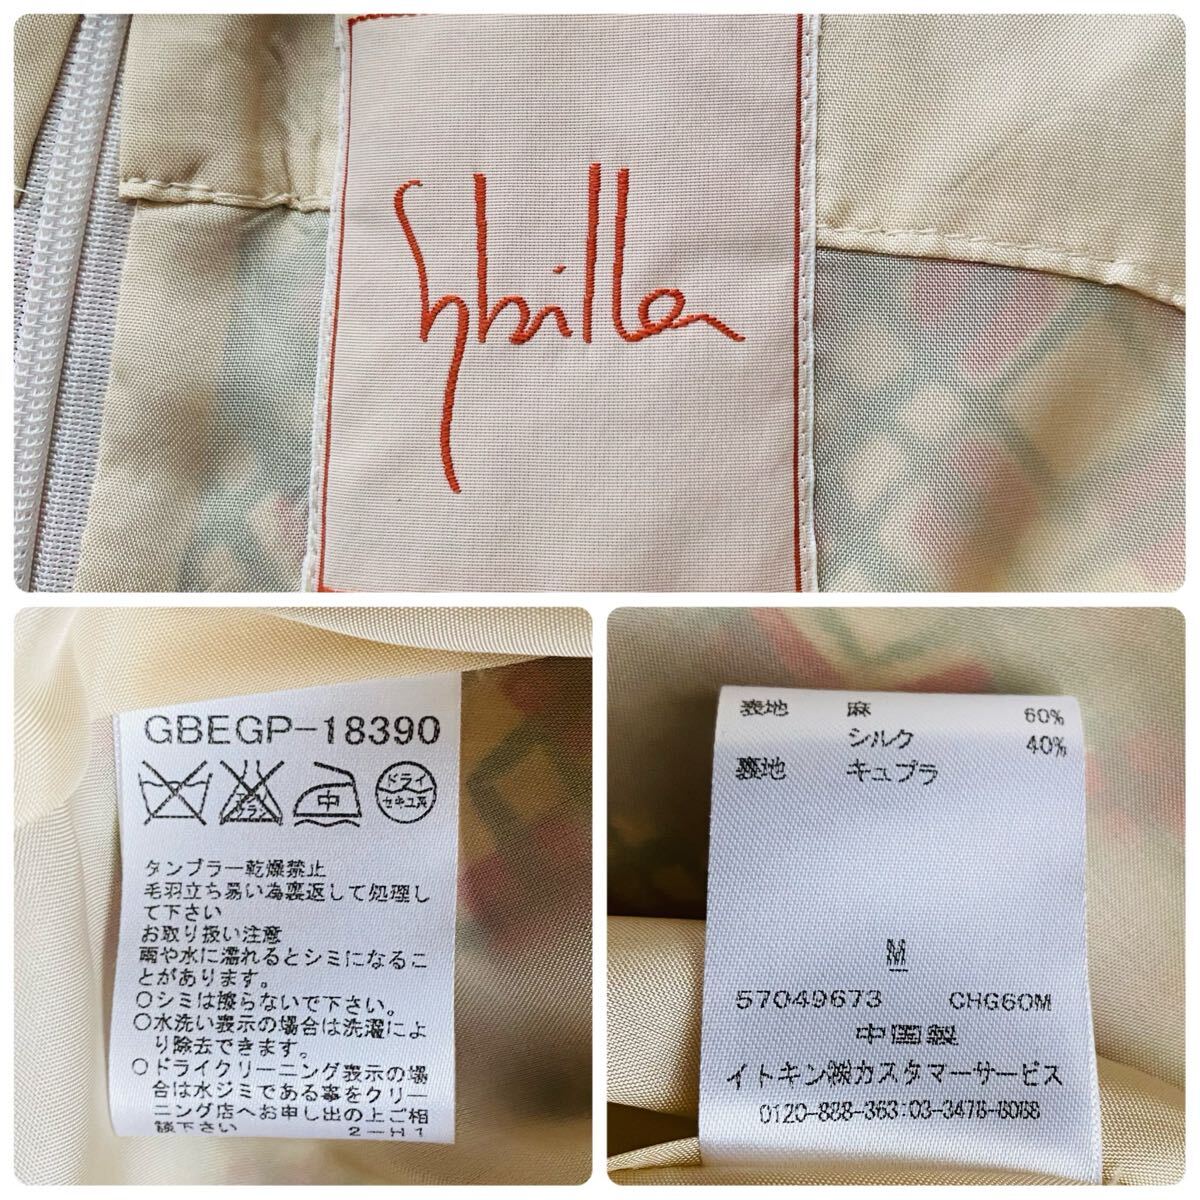 Sybilla
GBEGP-18390
エンソ
サラシ
中
ドライ
セキユ系
タンブラー乾燥禁止
毛羽立ち易い為裏返して処理し
て下さい
お取り扱い注意
雨や水に濡れるとシミになるこ
とがあります。
○シミは擦らないで下さい。
○水洗い表示の場合は洗濯によ
り除去できます。
○ドライクリーニング表示の場
合は水ジミである事をクリー
ニング店へお申し出の上ご相
談下さい 2-H1
表地 麻 60%
シルク 40%
裏地 キュプラ
M
57049673 CHG60M
中国製
イトキン㈱カスタマーサービス
0120-888-363:03-3478-8088